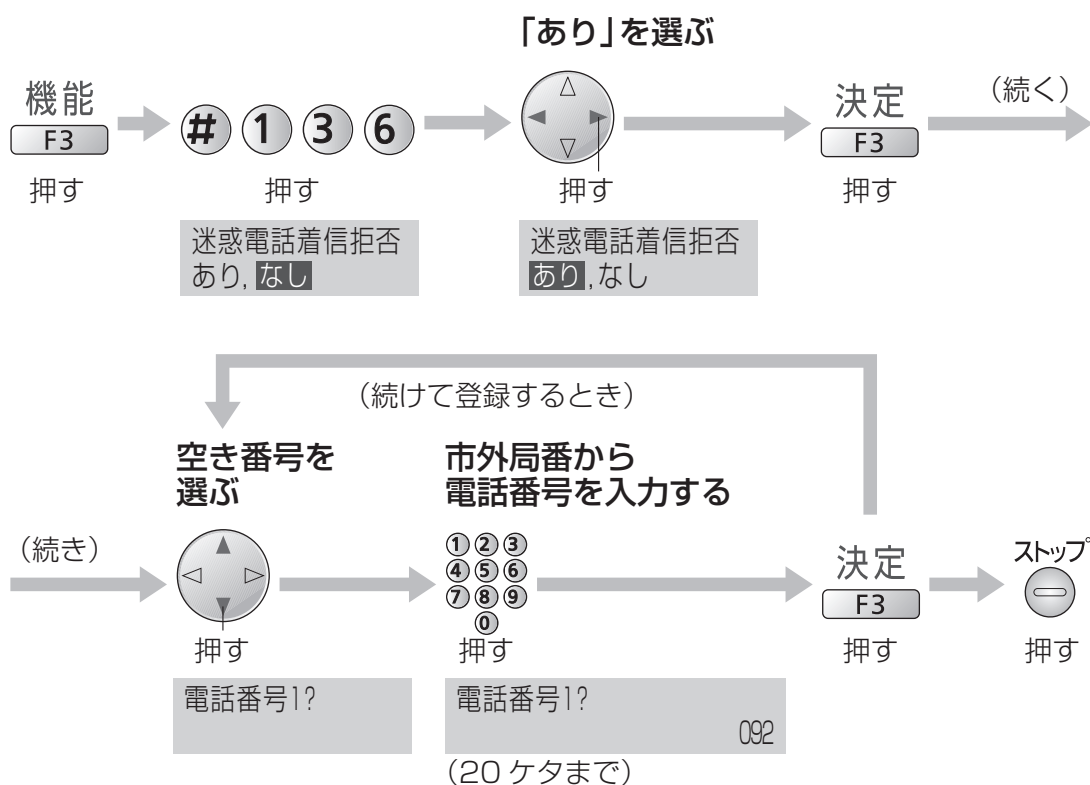 「あり」を選ぶ
機能
F3
押す
# 1 3 6
押す
迷惑電話着信拒否
あり,なし
押す
迷惑電話着信拒否
あり,なし
決定
F3
押す
(続く)
(続けて登録するとき)
(続き)
空き番号を
選ぶ
押す
電話番号1?
市外局番から
電話番号を入力する
1 2 3
4 5 6
7 8 9
0
押す
電話番号1?
092
(20 ケタまで)
決定
F3
押す
ストップ
押す